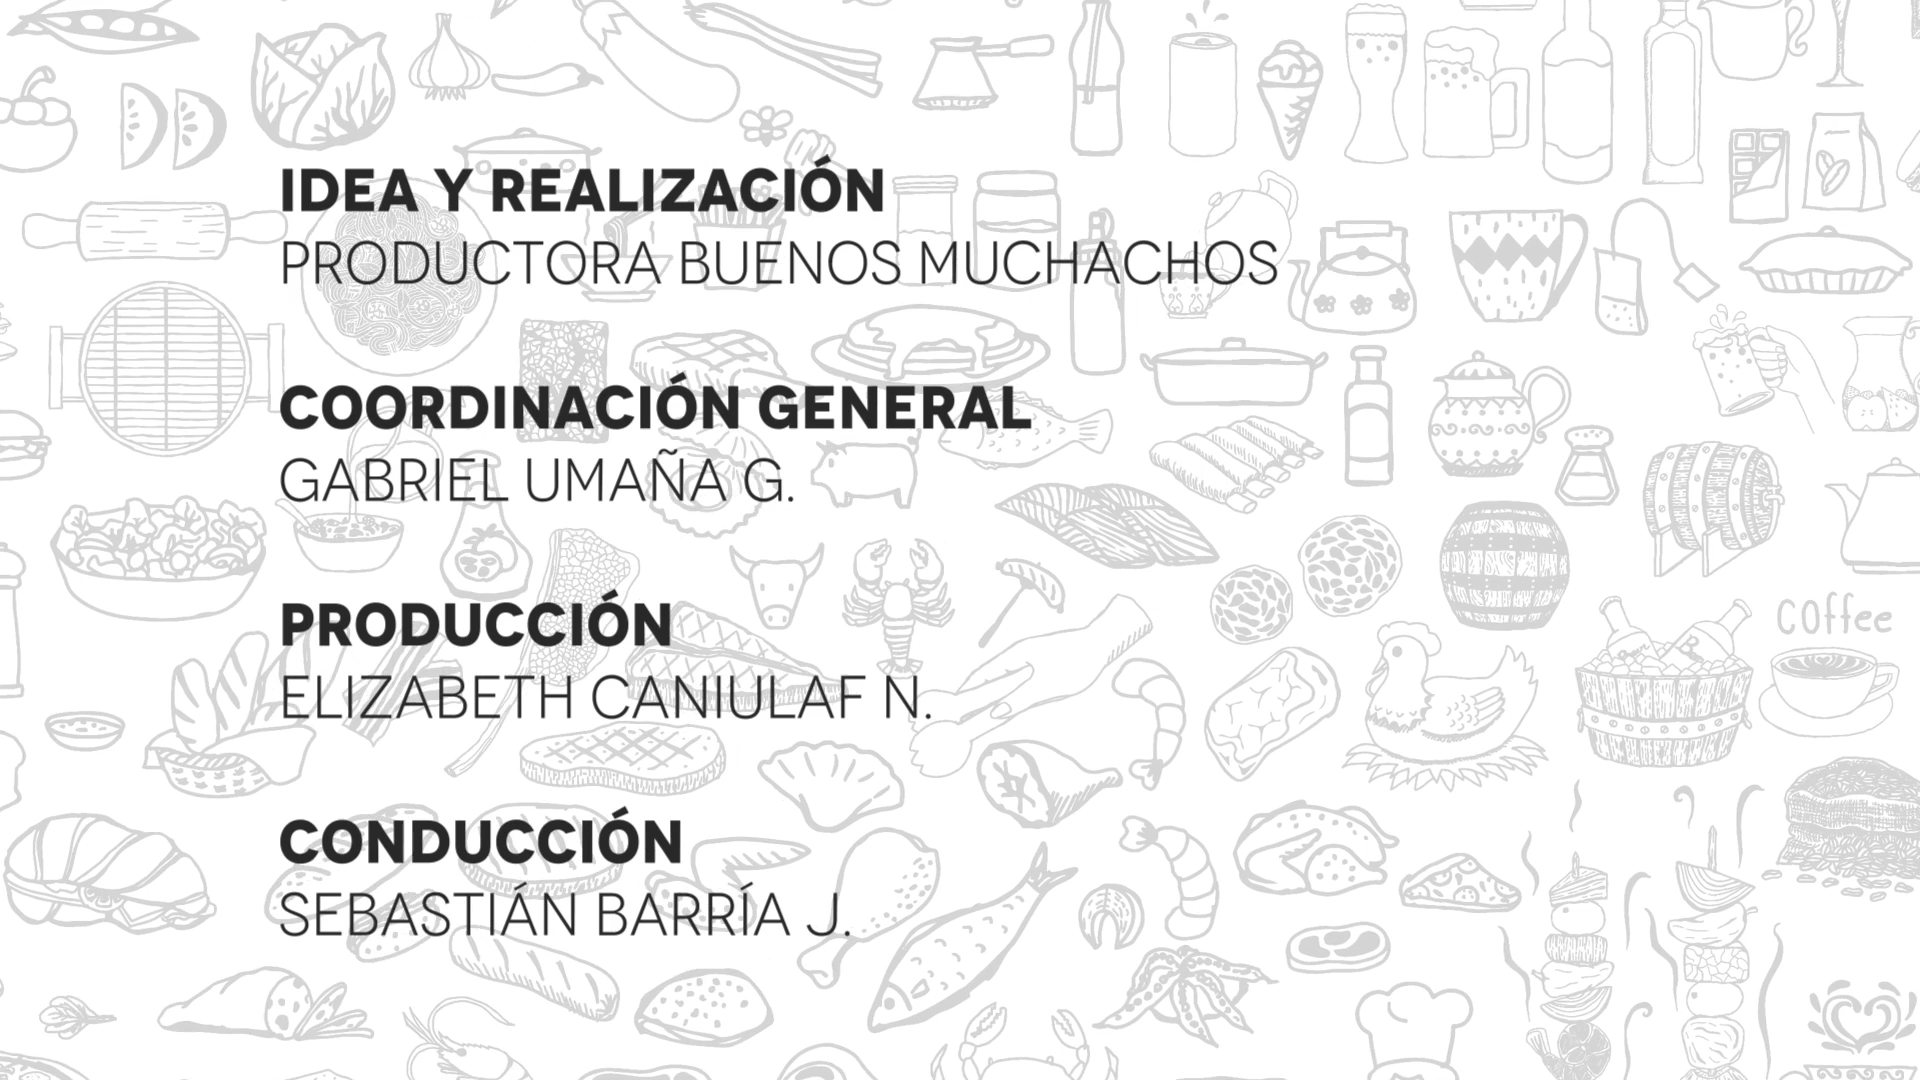 IDEA Y REALIZACIÓN
PRODUCTORA BUENOS MUCHACHOS
COORDINACIÓN GENERAL
GABRIEL UMAÑA G.
PRODUCCIÓN
ELIZABETH CANIULAF N.
CONDUCCIÓN
SEBASTIÁN BARRÍA J.
coffee